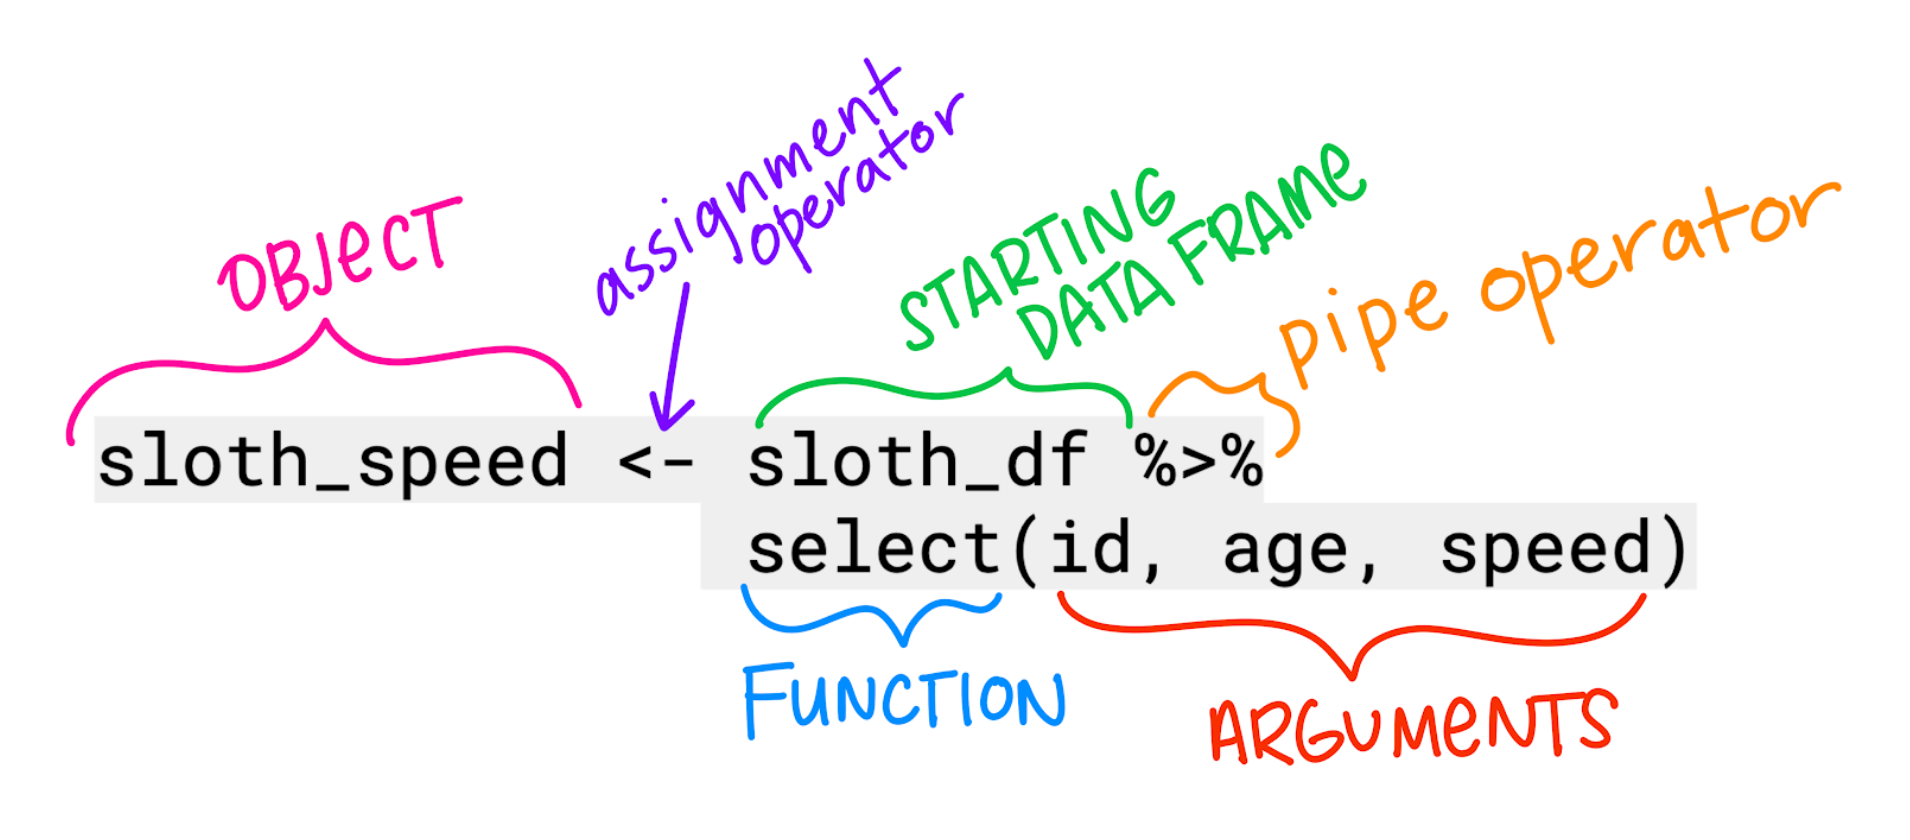 OBJECT
assignment
operator
STARTING
DATA FRAME
pipe operator
sloth_speed <- sloth_df %>%
select(id, age, speed)
FUNCTION
ARGUMENTS